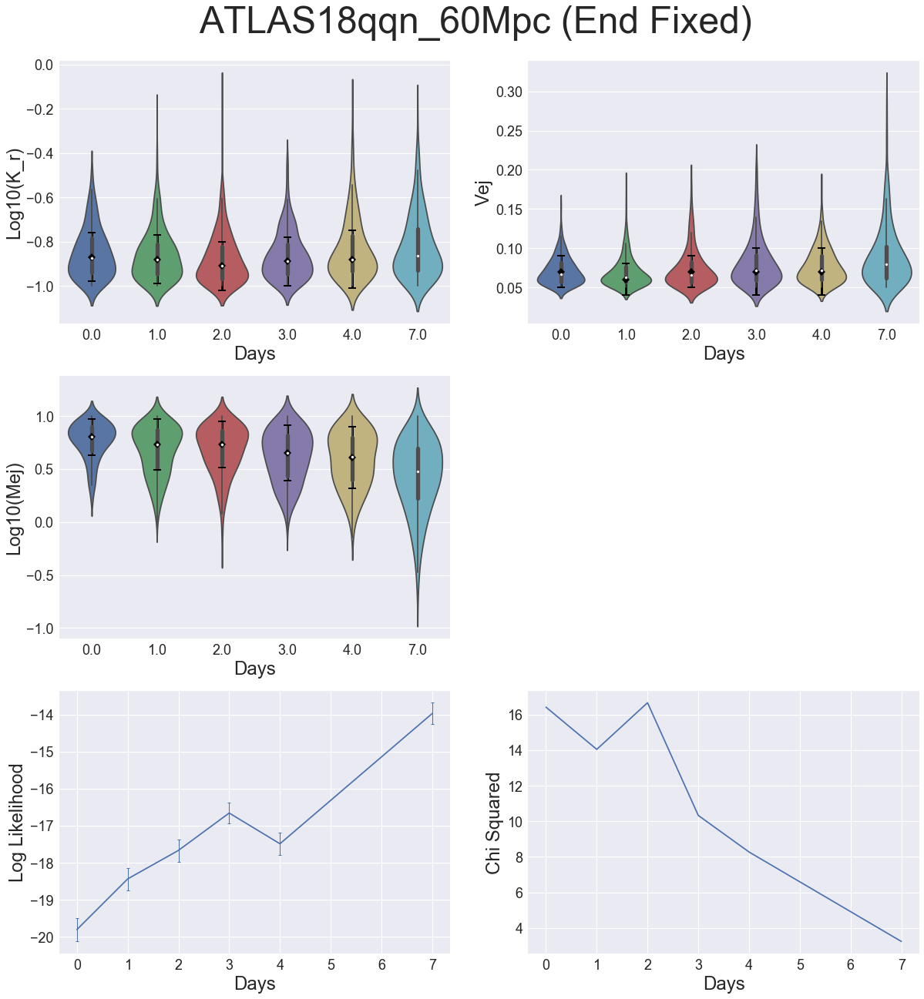 ATLAS18qqn_60Mpc (End Fixed)
Log10(K_r)
0.0
−0.2
−0.4
−0.6
−0.8
−1.0
0.0 1.0 2.0 3.0 4.0 7.0
Days
Vej
0.30
0.25
0.20
0.15
0.10
0.05
0.0 1.0 2.0 3.0 4.0 7.0
Days
Log10(Mej)
1.0
0.5
0.0
−0.5
−1.0
0.0 1.0 2.0 3.0 4.0 7.0
Days
Log Likelihood
−14
−15
−16
−17
−18
−19
−20
0 1 2 3 4 5 6 7
Days
Chi Squared
16
14
12
10
8
6
4
0 1 2 3 4 5 6 7
Days